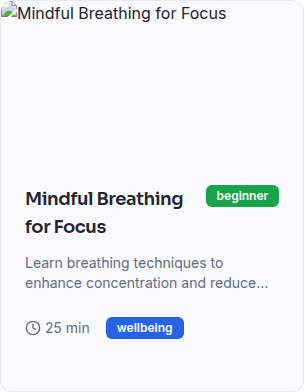 Mindful Breathing for Focus
Mindful Breathing
for Focus
beginner
Learn breathing techniques to
enhance concentration and reduce...
25 min
wellbeing